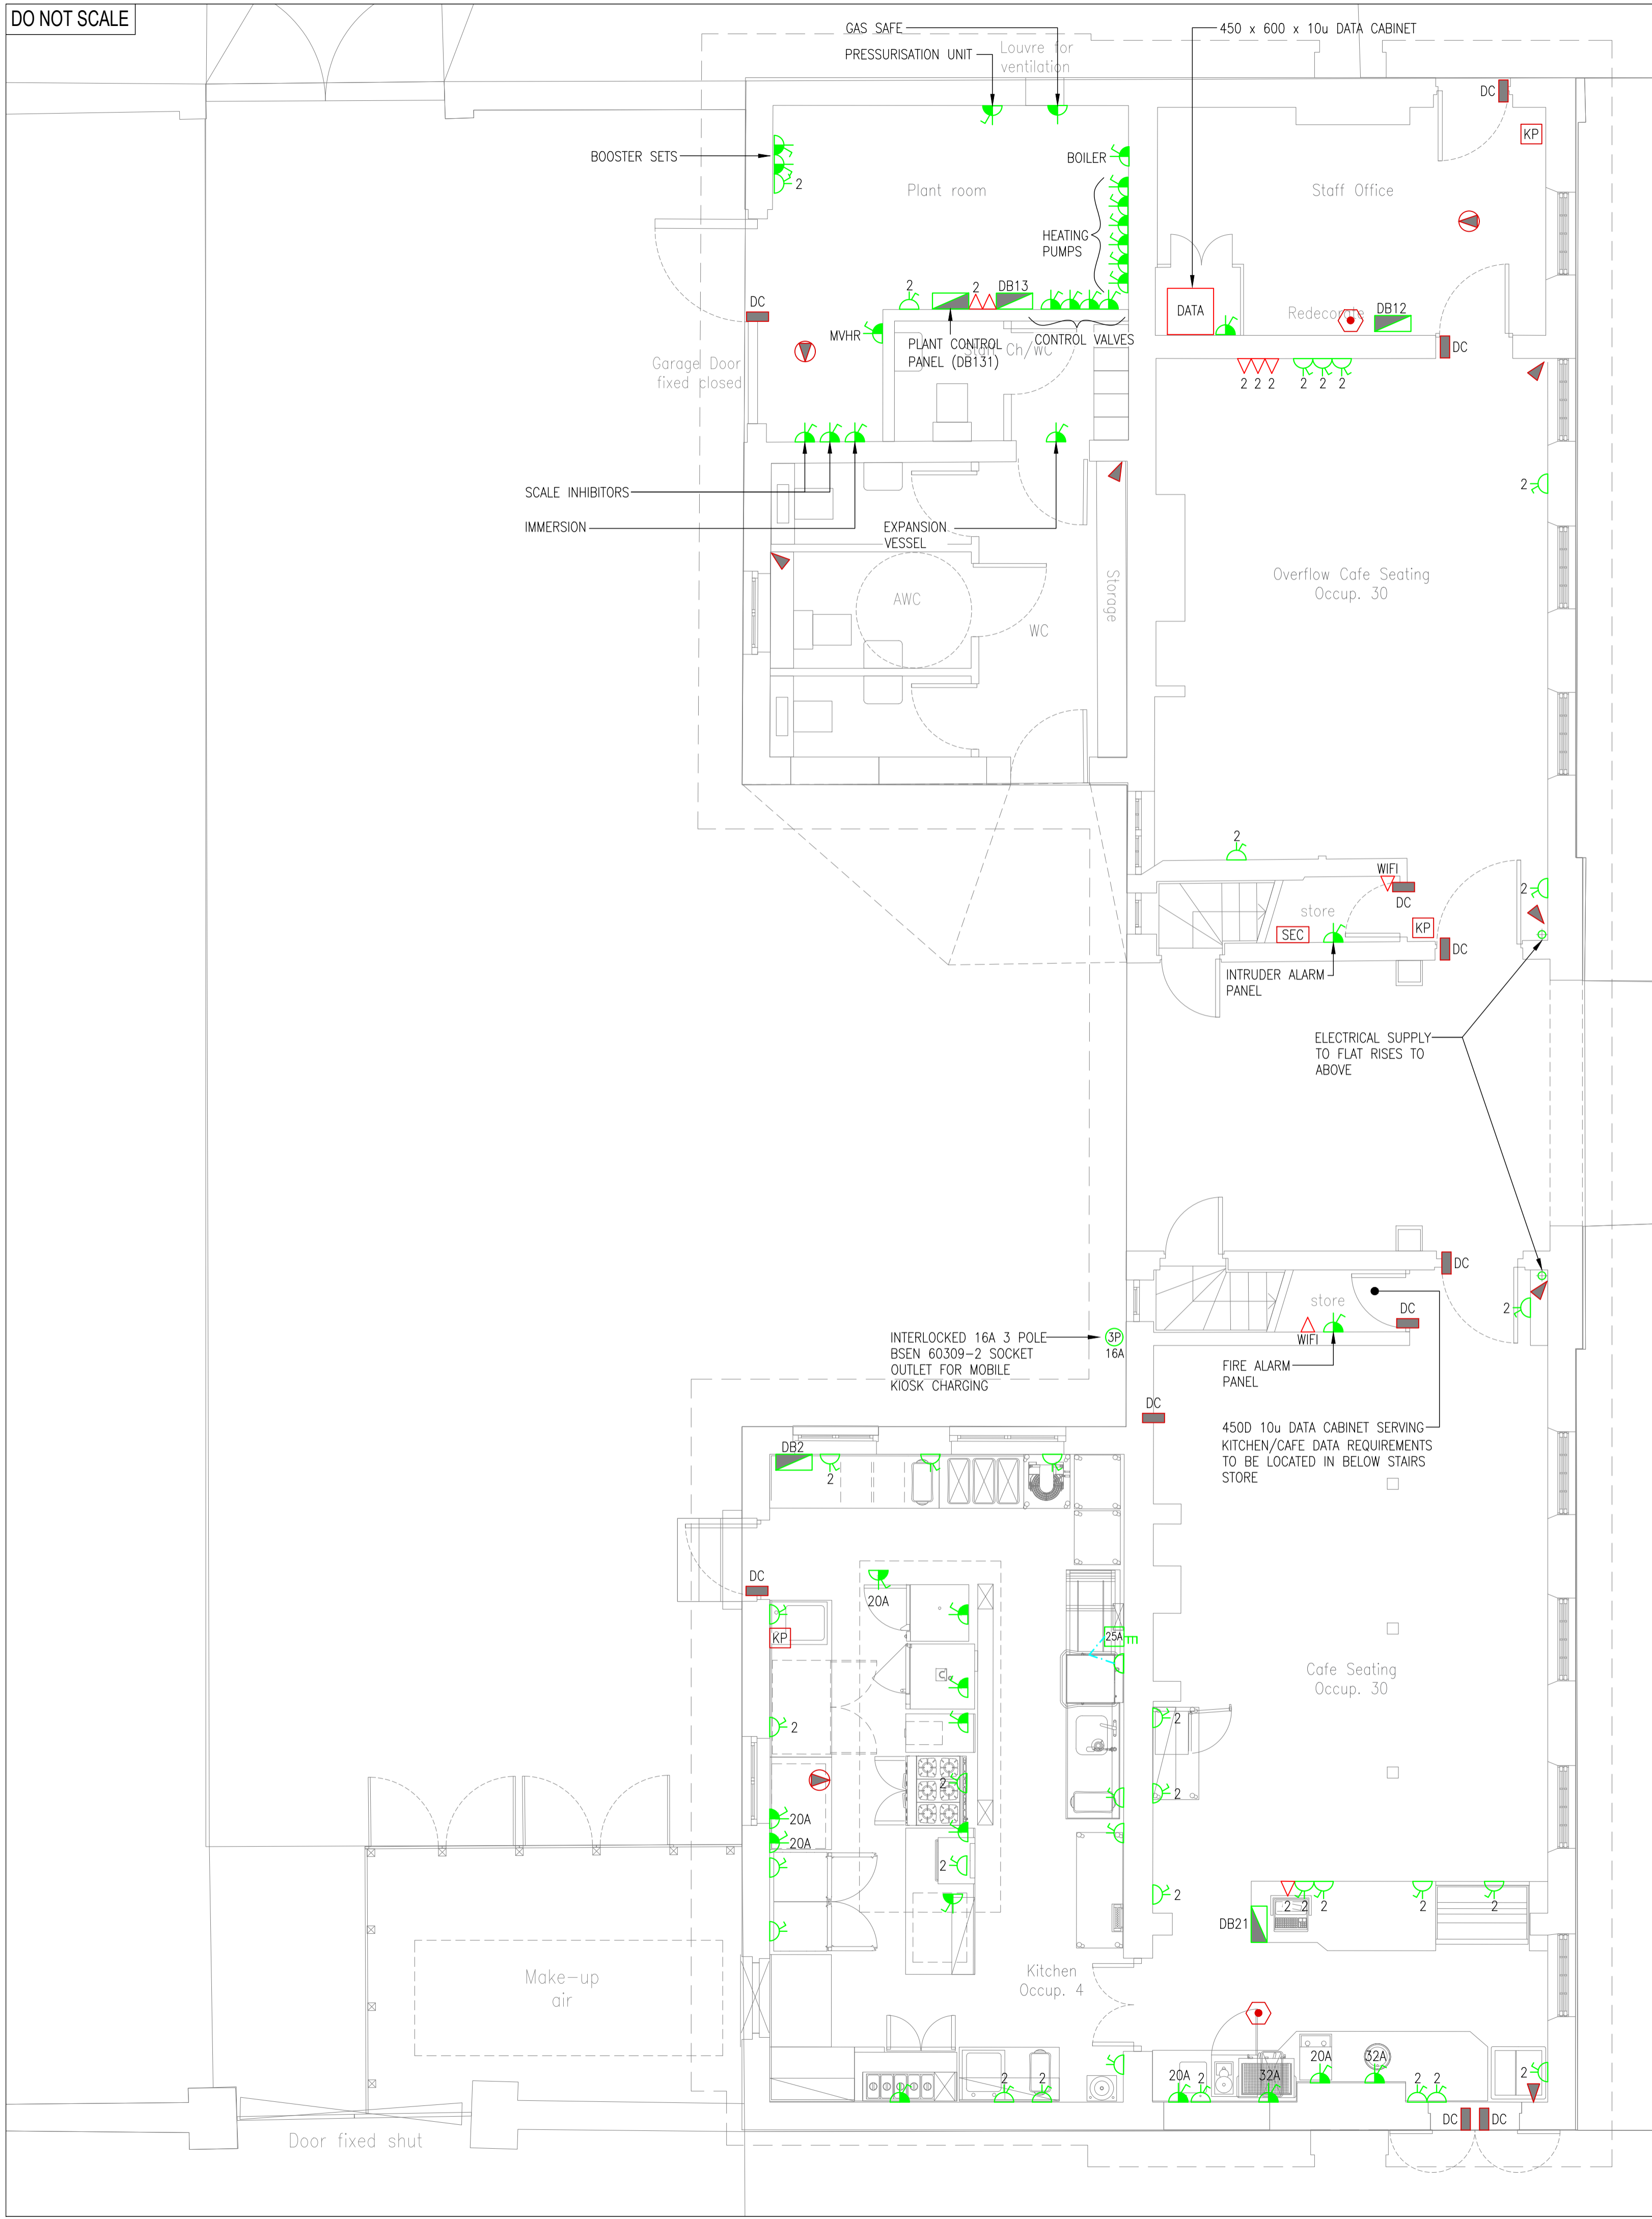 DO NOT SCALE
GAS SAFE
450 x 600 x 10u DATA CABINET
PRESSURISATION UNIT
Louvre for
ventilation
DC
KP
BOOSTER SETS
BOILER
2
Plant room
Staff Office
HEATING
PUMPS
2
2
DB13
DATA
Redecorate
DB12
DC
MVHR
PLANT CONTROL
PANEL (DB131)
Staff Ch/WC
CONTROL VALVES
DC
Garage Door
fixed closed
2 2 2
2 2 2
2
SCALE INHIBITORS
IMMERSION
EXPANSION
VESSEL
Overflow Cafe Seating
Occup. 30
Storage
AWC
WC
2
WIFI
DC
2
store
SEC
KP
DC
INTRUDER ALARM
PANEL
ELECTRICAL SUPPLY
TO FLAT RISES TO
ABOVE
DC
store
DC
2
WIFI
INTERLOCKED 16A 3 POLE
BSEN 60309-2 SOCKET
OUTLET FOR MOBILE
KIOSK CHARGING
3P
16A
FIRE ALARM
PANEL
DC
450D 10u DATA CABINET SERVING
KITCHEN/CAFE DATA REQUIREMENTS
TO BE LOCATED IN BELOW STAIRS
STORE
DB2
2
DC
20A
KP
25A
Cafe Seating
Occup. 30
2
2
2
2
20A
20A
2
2
2 2 2
2
2
DB21
Make-up
air
Kitchen
Occup. 4
20A
32A
20A
2
32A
2
2
2 2
2
DC
DC
Door fixed shut